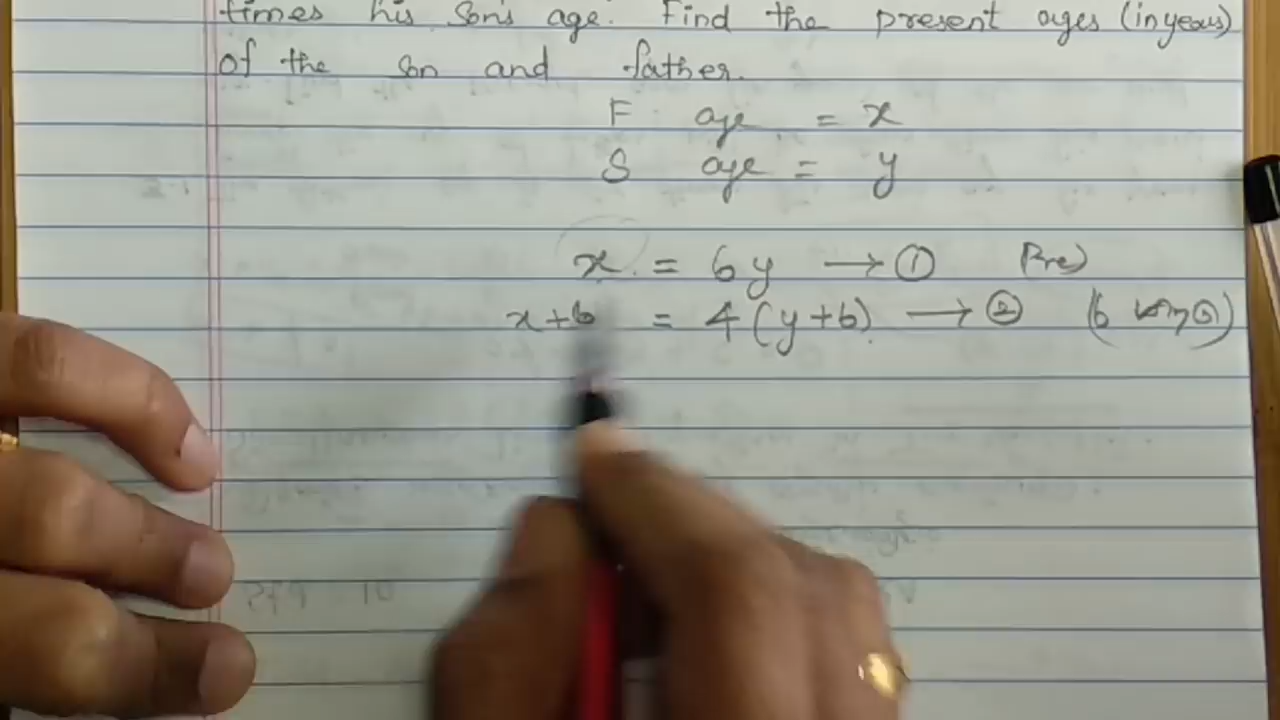 times his Son's age. Find the present ages (in years)
of the son and father.
F age = x
S age = y
x = 6y → ① Pre)
x+6 = 4(y+6) → ② (6